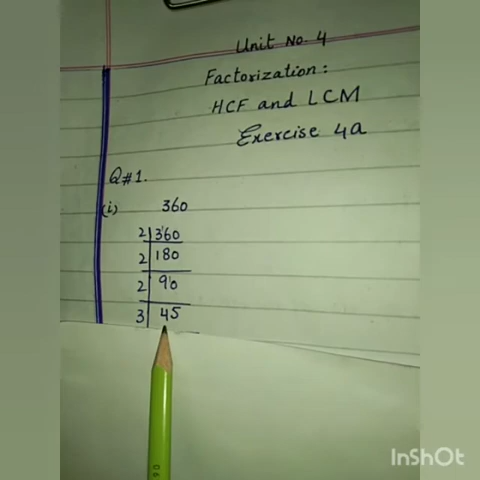 Unit No. 4
Factorization:
HCF and LCM
Exercise 4a
Q#1.
(i) 360
2 360
2 180
2 90
3 45
InShOt